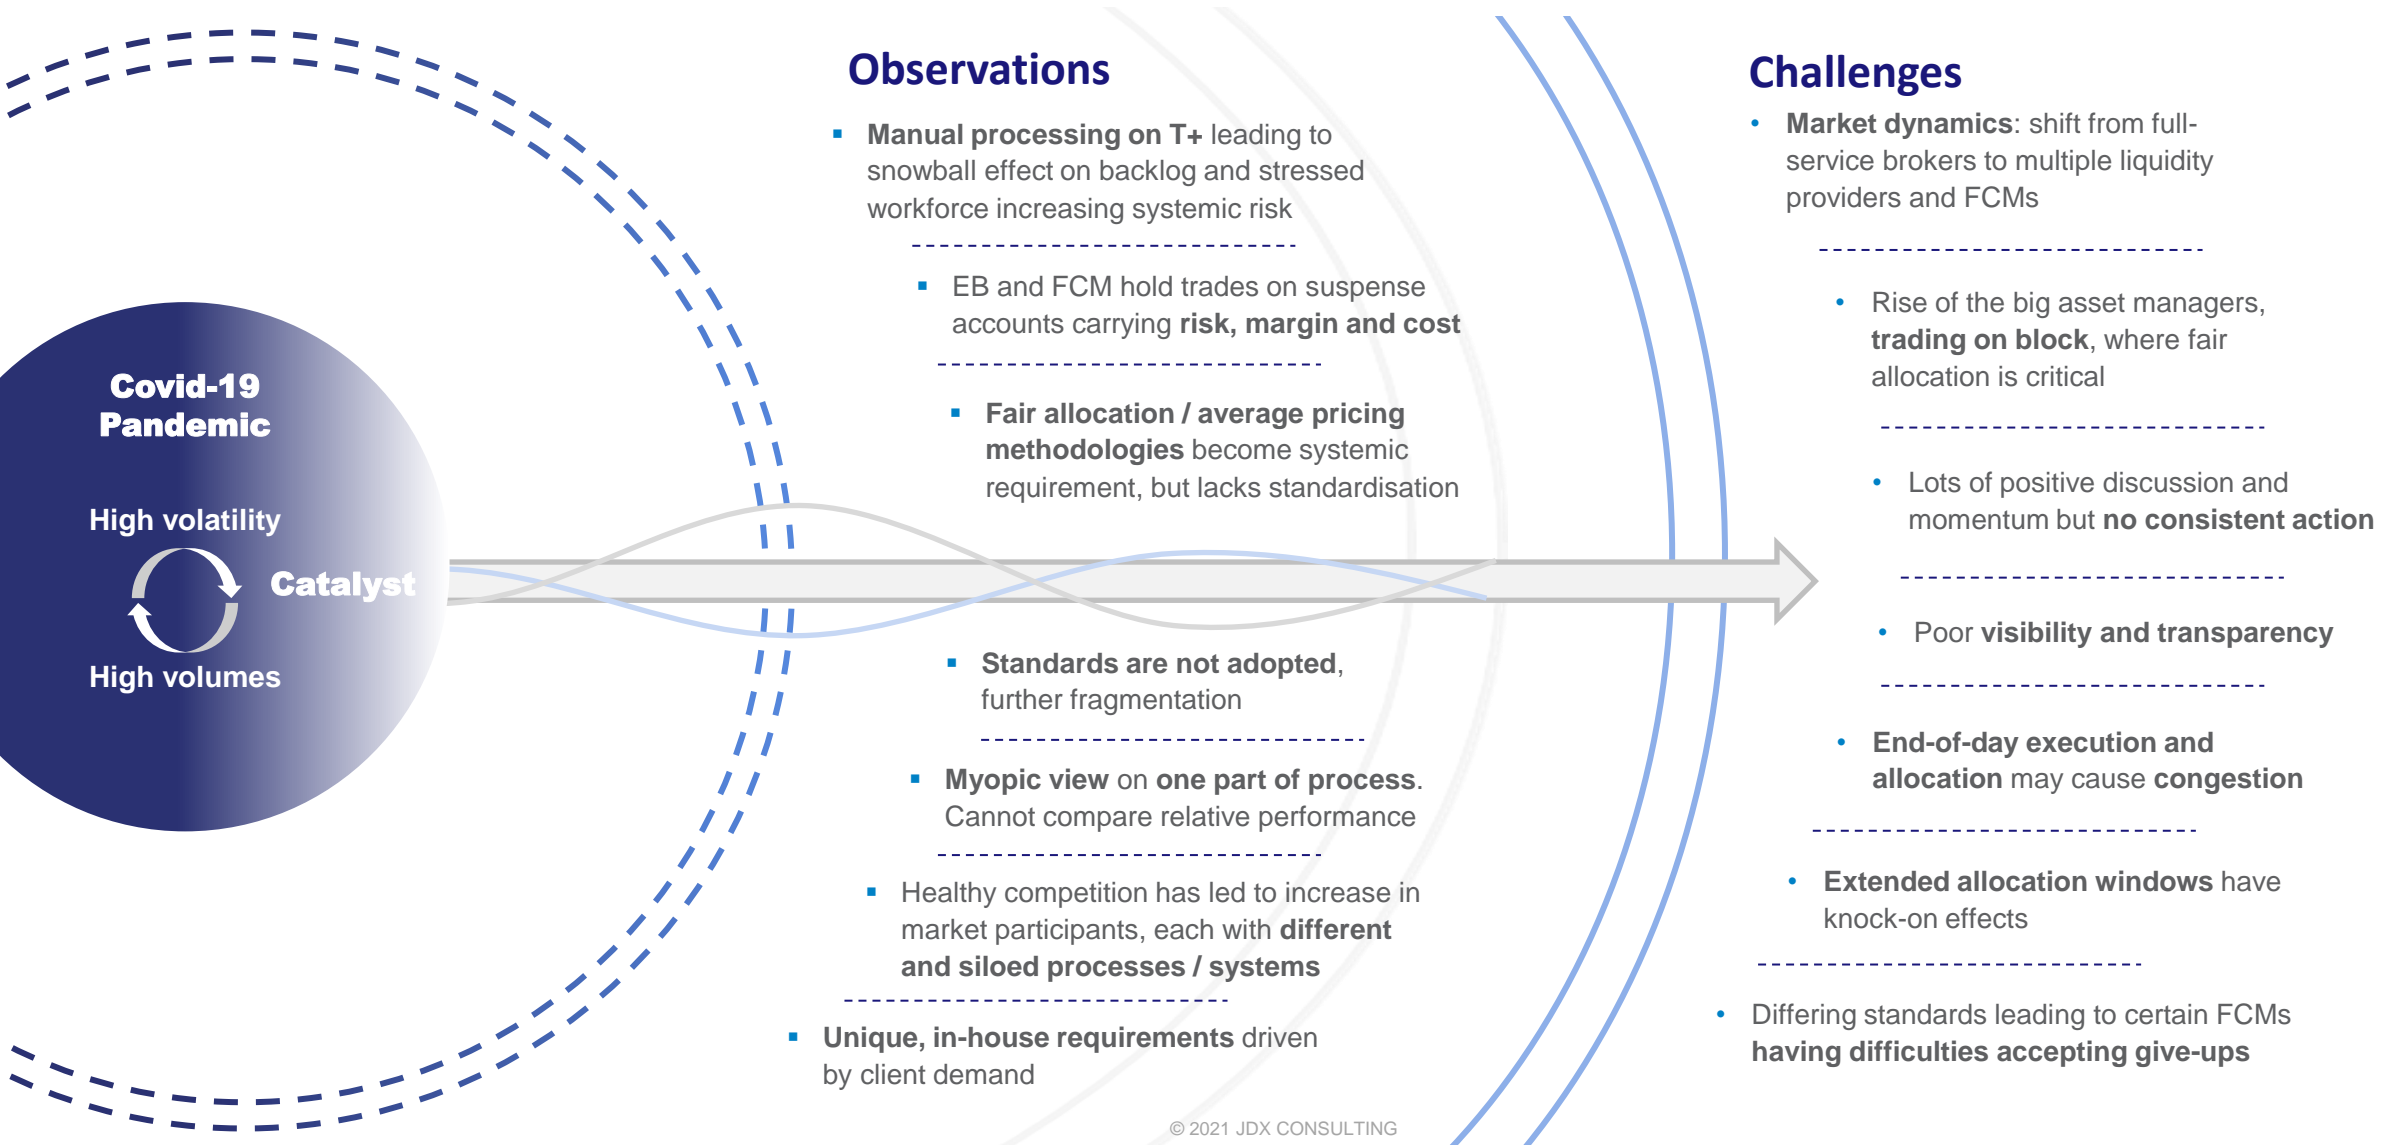 Covid-19
Pandemic
High volatility
Catalyst
High volumes
Observations
▪ Manual processing on T+ leading to
snowball effect on backlog and stressed
workforce increasing systemic risk
▪ EB and FCM hold trades on suspense
accounts carrying risk, margin and cost
▪ Fair allocation / average pricing
methodologies become systemic
requirement, but lacks standardisation
▪ Standards are not adopted,
further fragmentation
▪ Myopic view on one part of process.
Cannot compare relative performance
▪ Healthy competition has led to increase in
market participants, each with different
and siloed processes / systems
▪ Unique, in-house requirements driven
by client demand
Challenges
• Market dynamics: shift from full-
service brokers to multiple liquidity
providers and FCMs
• Rise of the big asset managers,
trading on block, where fair
allocation is critical
• Lots of positive discussion and
momentum but no consistent action
• Poor visibility and transparency
• End-of-day execution and
allocation may cause congestion
• Extended allocation windows have
knock-on effects
• Differing standards leading to certain FCMs
having difficulties accepting give-ups
© 2021 JDX CONSULTING